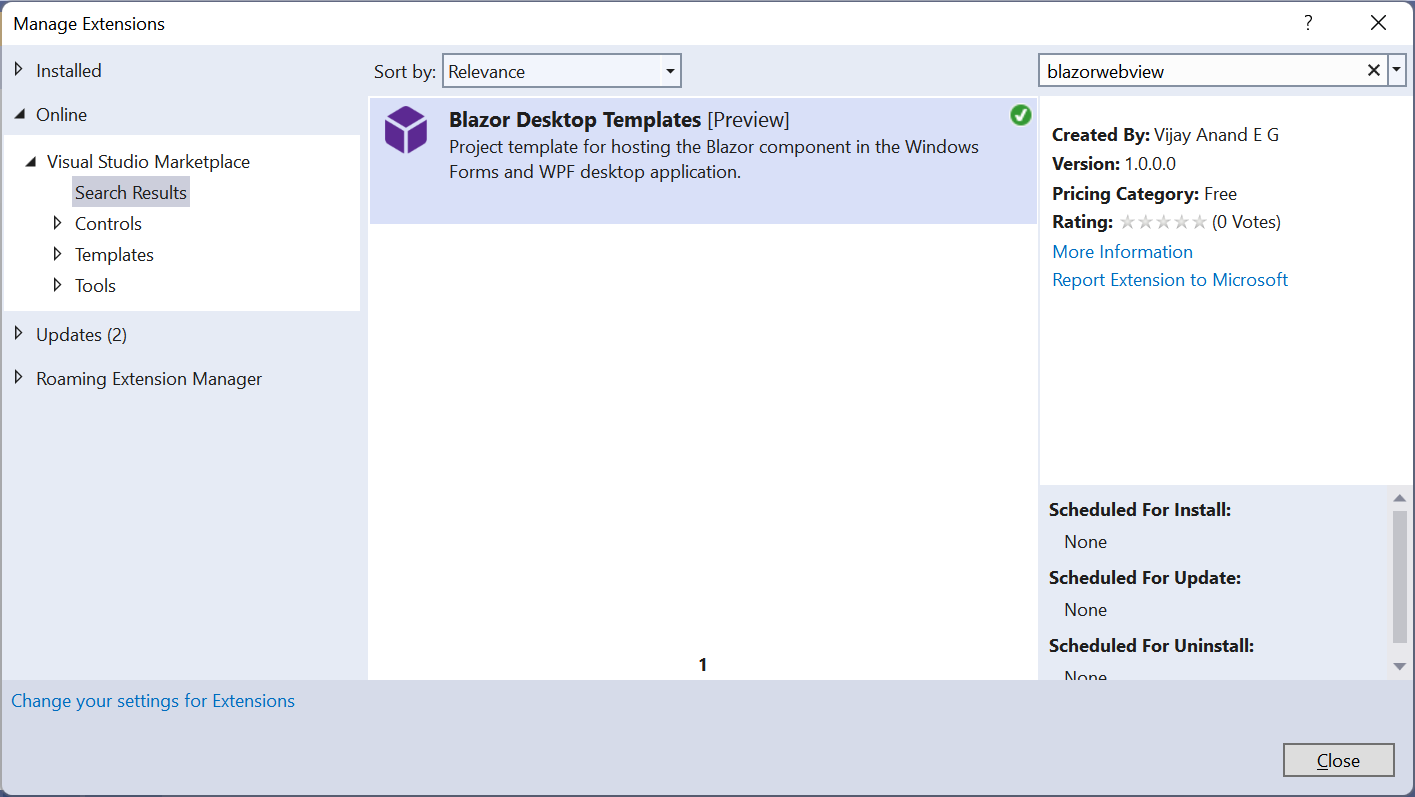 Manage Extensions
?
Installed
Online
Visual Studio Marketplace
Search Results
Controls
Templates
Tools
Updates (2)
Roaming Extension Manager
Sort by: Relevance
Blazor Desktop Templates [Preview]
Project template for hosting the Blazor component in the Windows
Forms and WPF desktop application.
1
blazorwebview
Created By: Vijay Anand E G
Version: 1.0.0.0
Pricing Category: Free
Rating: (0 Votes)
More Information
Report Extension to Microsoft
Scheduled For Install:
None
Scheduled For Update:
None
Scheduled For Uninstall:
None
Change your settings for Extensions
Close